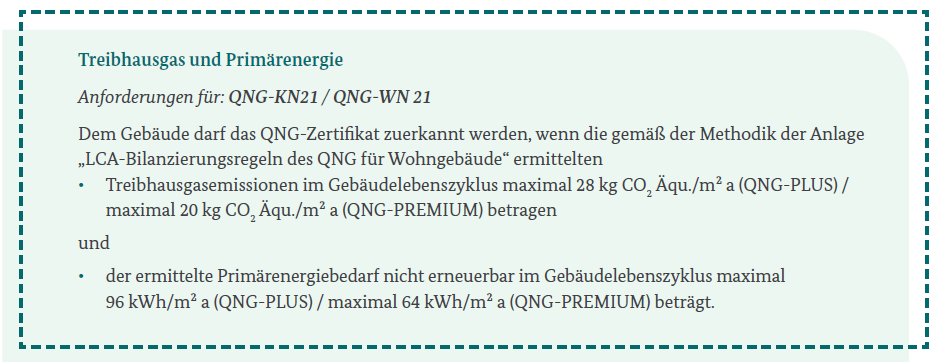 Treibhausgas und Primärenergie
Anforderungen für: QNG-KN21 / QNG-WN 21
Dem Gebäude darf das QNG-Zertifikat zuerkannt werden, wenn die gemäß der Methodik der Anlage
„LCA-Bilanzierungsregeln des QNG für Wohngebäude“ ermittelten
• Treibhausgasemissionen im Gebäudelebenszyklus maximal 28 kg CO₂ Äqu./m² a (QNG-PLUS) /
maximal 20 kg CO₂ Äqu./m² a (QNG-PREMIUM) betragen
und
• der ermittelte Primärenergiebedarf nicht erneuerbar im Gebäudelebenszyklus maximal
96 kWh/m² a (QNG-PLUS) / maximal 64 kWh/m² a (QNG-PREMIUM) beträgt.